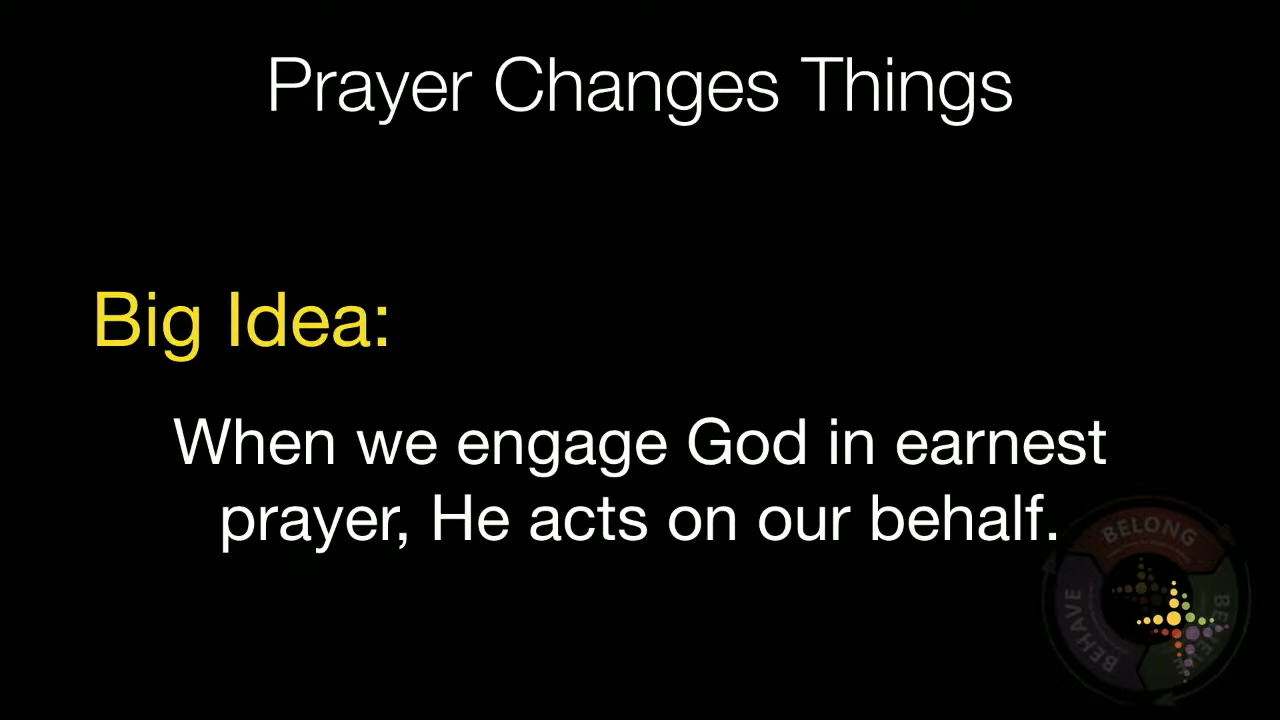 Prayer Changes Things
Big Idea:
When we engage God in earnest
prayer, He acts on our behalf.
BELONG
BEHAVE